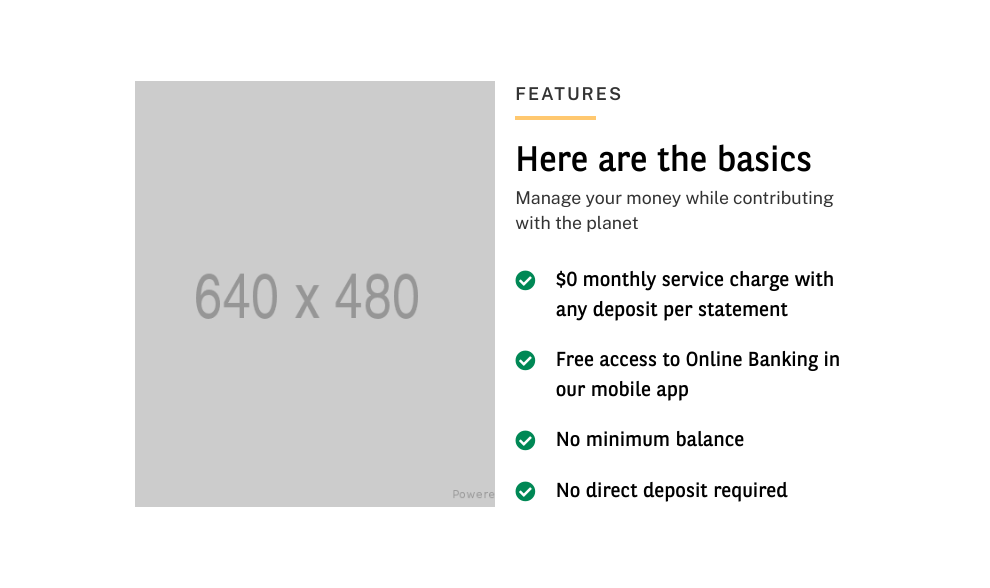 640 x 480
Powere
FEATURES
Here are the basics
Manage your money while contributing
with the planet
$0 monthly service charge with
any deposit per statement
Free access to Online Banking in
our mobile app
No minimum balance
No direct deposit required